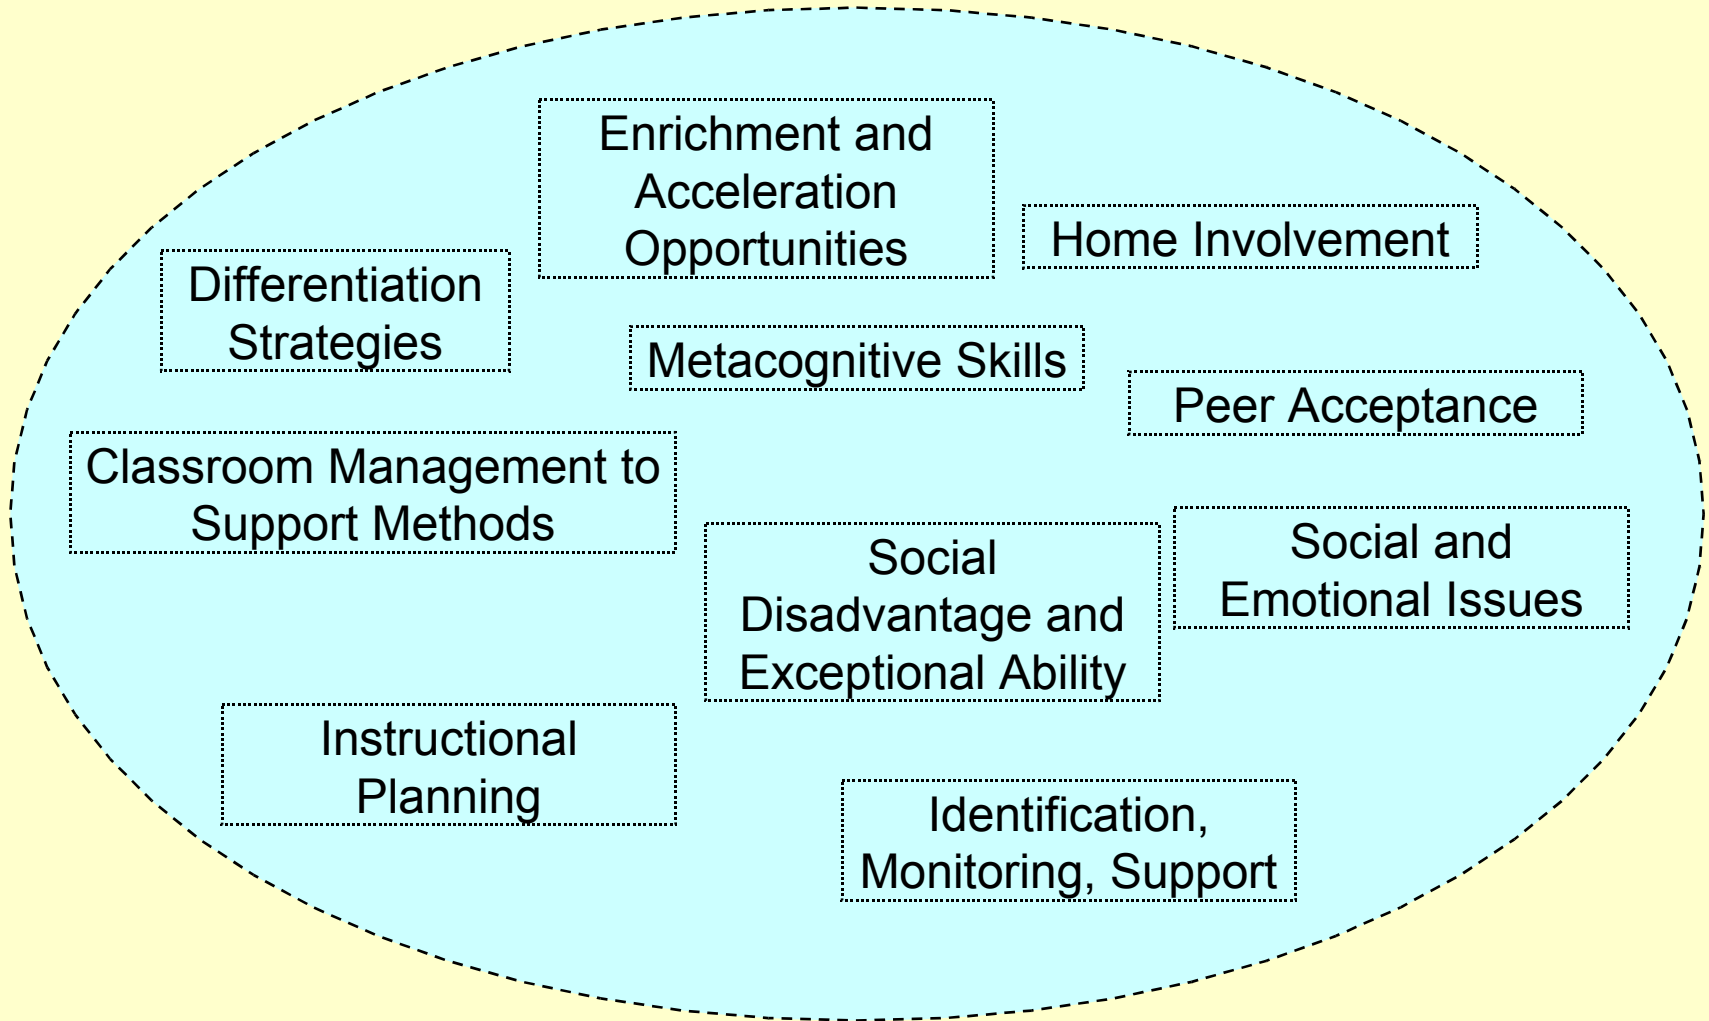 Enrichment and
Acceleration
Opportunities
Home Involvement
Differentiation
Strategies
Metacognitive Skills
Peer Acceptance
Classroom Management to
Support Methods
Social
Disadvantage and
Exceptional Ability
Social and
Emotional Issues
Instructional
Planning
Identification,
Monitoring, Support